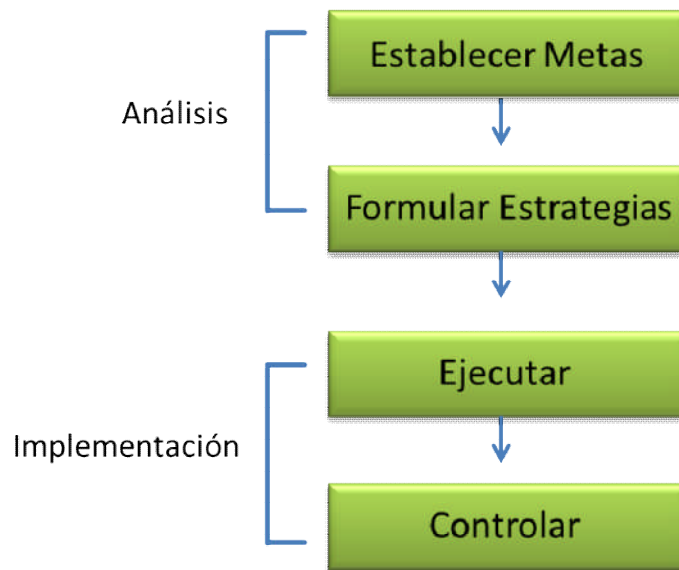 Establecer Metas
Análisis
Formular Estrategias
Ejecutar
Implementación
Controlar